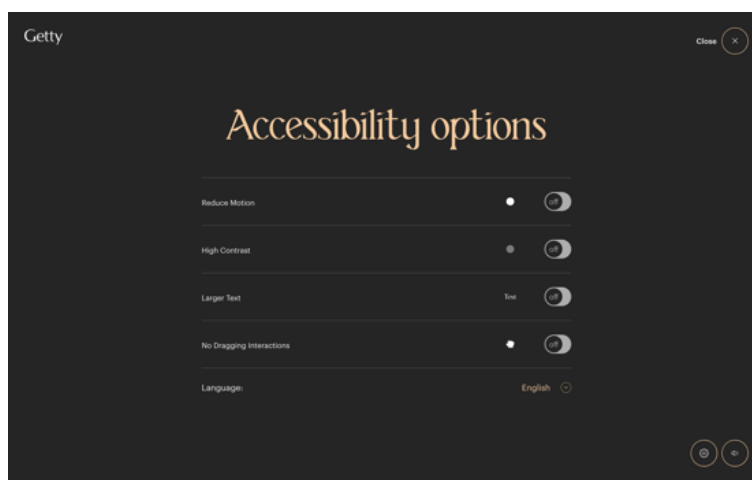 Getty
Close
Accessibility options
Reduce Motion
off
High Contrast
off
Larger Text
Text
off
No Dragging Interactions
off
Language:
English